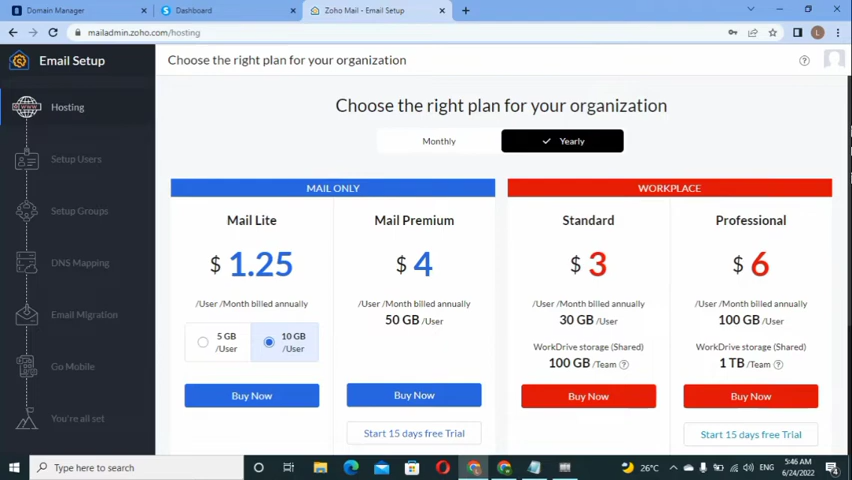 Domain Manager
Dashboard
Zoho Mail - Email Setup
mailadmin.zoho.com/hosting
L
Email Setup
Choose the right plan for your organization
WWW
Hosting
Setup Users
Setup Groups
DNS Mapping
Email Migration
Go Mobile
You're all set
Choose the right plan for your organization
Monthly
Yearly
MAIL ONLY
WORKPLACE
Mail Lite
$ 1.25
/User /Month billed annually
5 GB
/User
10 GB
/User
Buy Now
Mail Premium
$ 4
/User /Month billed annually
50 GB /User
Buy Now
Start 15 days free Trial
Standard
$ 3
/User /Month billed annually
30 GB /User
WorkDrive storage (Shared)
100 GB /Team
Buy Now
Professional
$ 6
/User /Month billed annually
100 GB /User
WorkDrive storage (Shared)
1 TB /Team
Buy Now
Start 15 days free Trial
Type here to search
26°C
ENG
5:46 AM
6/24/2022
4